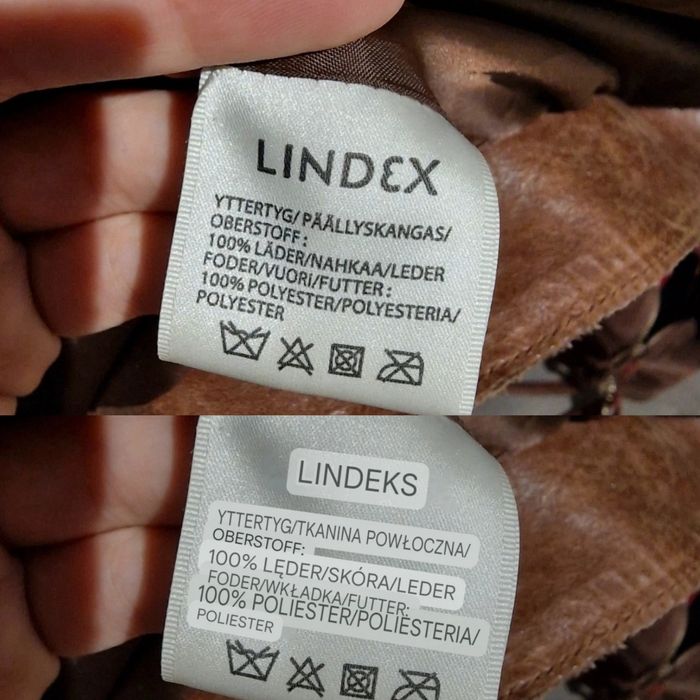 LINDEX
YTTERTYG/PÄÄLLYSKANGAS/
OBERSTOFF:
100% LÄDER/NAHKAA/LEDER
FODER/VUORI/FUTTER:
100% POLYESTER/POLYESTERIA/
POLYESTER
LINDEKS
YTTERTYG/TKANINA POWŁOCZNA/
OBERSTOFF:
100% LĘDER/SKÓRA/LEDER
FODER/WKŁADKA/FUTTER:
100% POLIESTER/POLIESTERIA/
POLIESTER